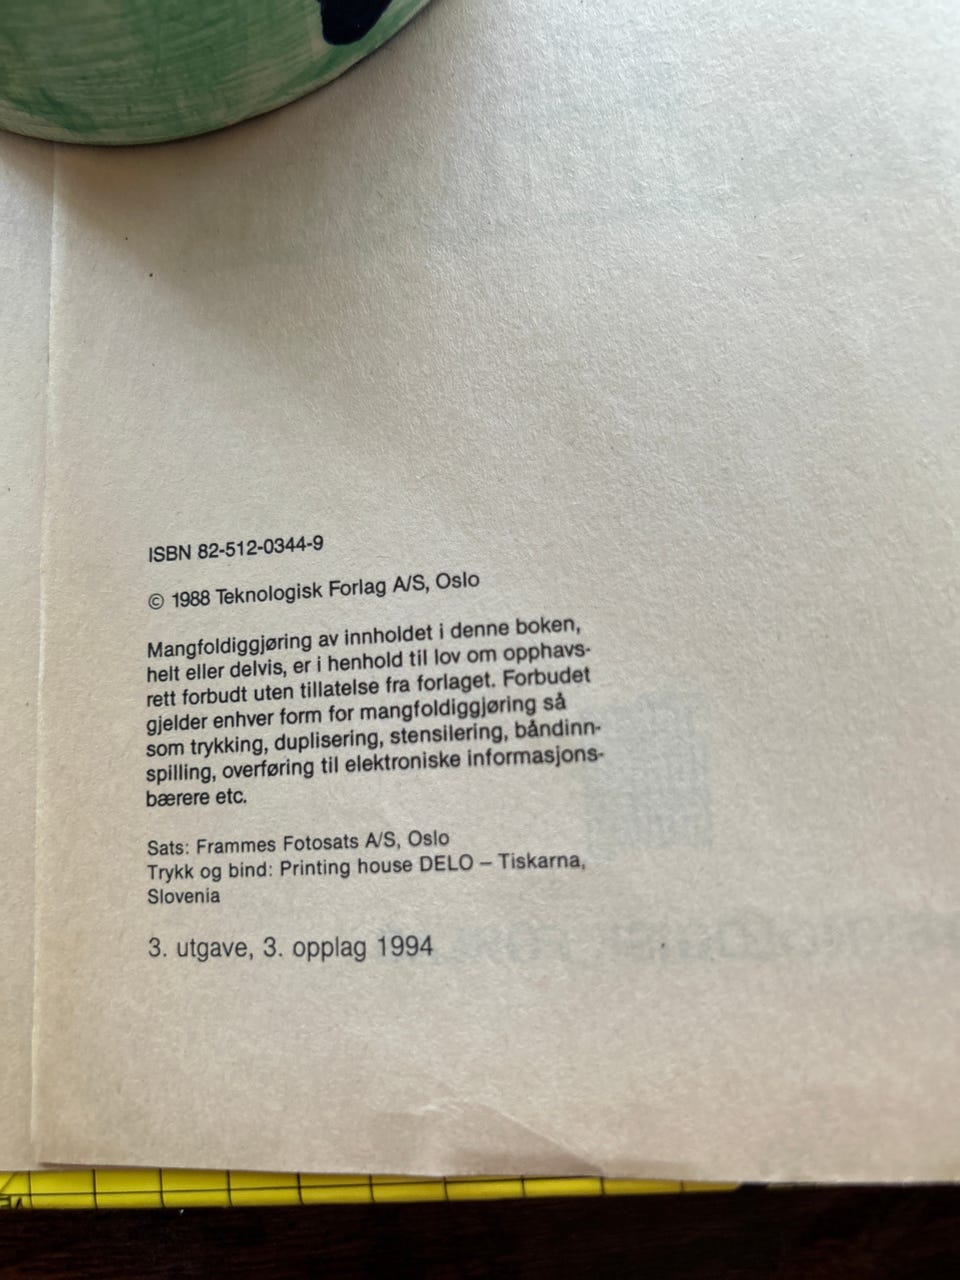 ISBN 82-512-0344-9
© 1988 Teknologisk Forlag A/S, Oslo
Mangfoldiggjøring av innholdet i denne boken,
helt eller delvis, er i henhold til lov om opphavs-
rett forbudt uten tillatelse fra forlaget. Forbudet
gjelder enhver form for mangfoldiggjøring så
som trykking, duplisering, stensilering, båndinn-
spilling, overføring til elektroniske informasjons-
bærere etc.
Sats: Frammes Fotosats A/S, Oslo
Trykk og bind: Printing house DELO – Tiskarna,
Slovenia
3. utgave, 3. opplag 1994